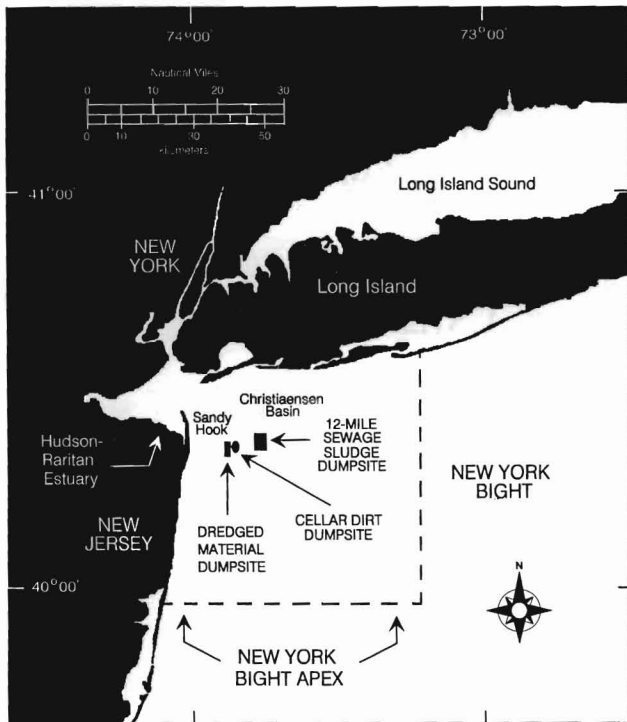 74°00'
73°00'
Nautical Miles
0 10 20 30
0 10 30 50
Kilometers
41°00'
Long Island Sound
NEW
YORK
Long Island
Christiaensen
Basin
Sandy
Hook
12-MILE
SEWAGE
SLUDGE
DUMPSITE
Hudson-
Raritan
Estuary
NEW YORK
BIGHT
CELLAR DIRT
DUMPSITE
NEW
JERSEY
DREDGED
MATERIAL
DUMPSITE
N
40°00'
NEW YORK
BIGHT APEX